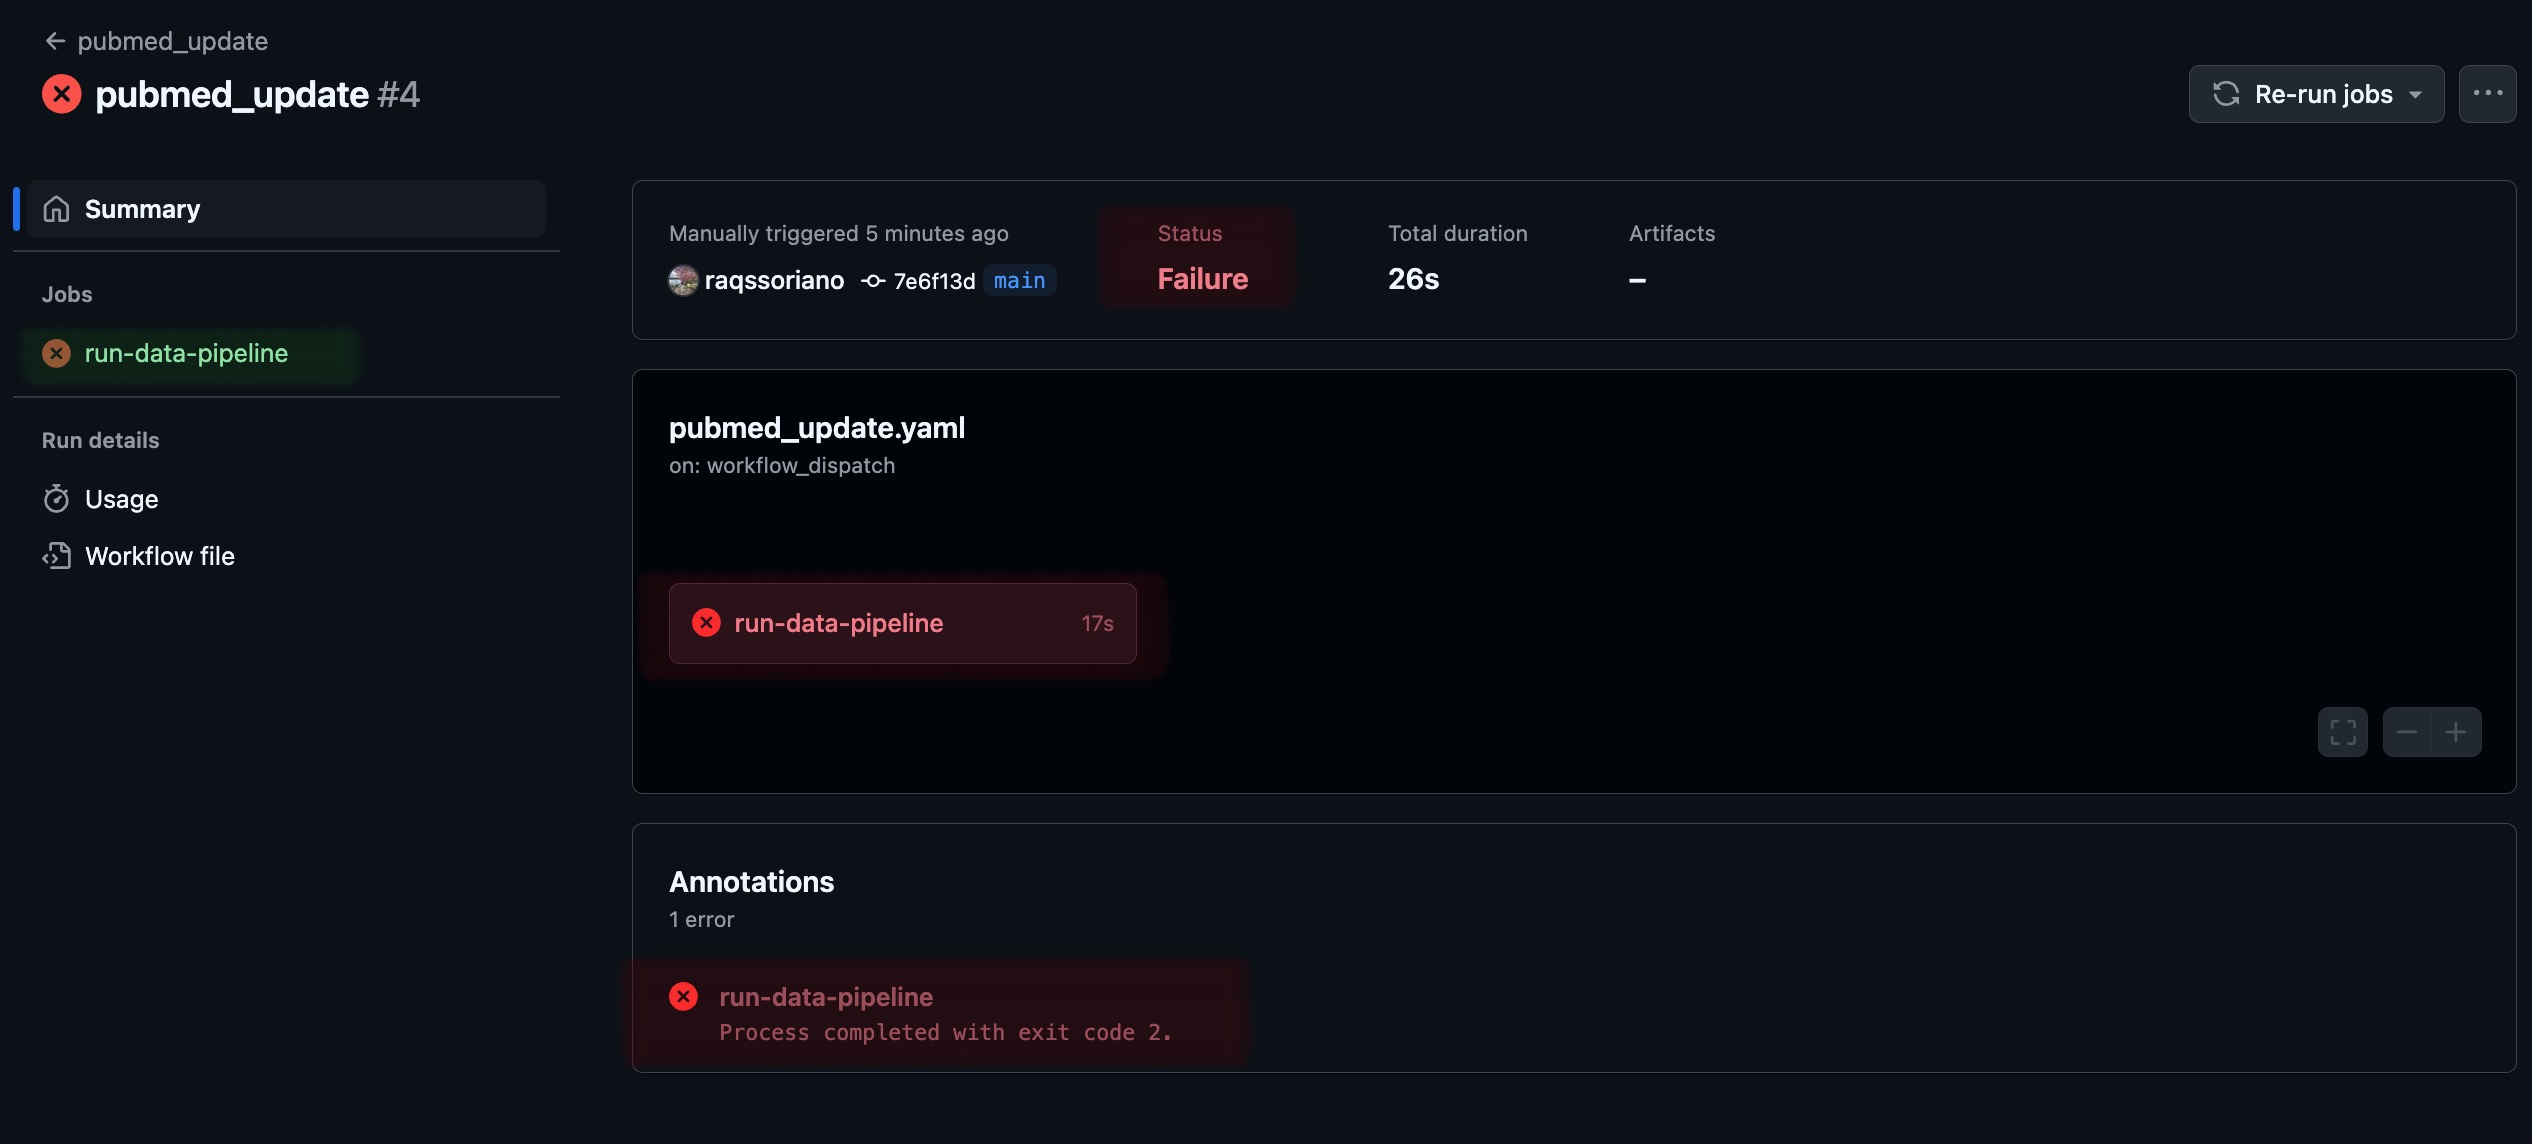 pubmed_update
pubmed_update #4
Re-run jobs
Summary
Jobs
run-data-pipeline
Run details
Usage
Workflow file
Manually triggered 5 minutes ago
raqssoriano 7e6f13d main
Status
Failure
Total duration
26s
Artifacts
–
pubmed_update.yaml
on: workflow_dispatch
run-data-pipeline 17s
Annotations
1 error
run-data-pipeline
Process completed with exit code 2.